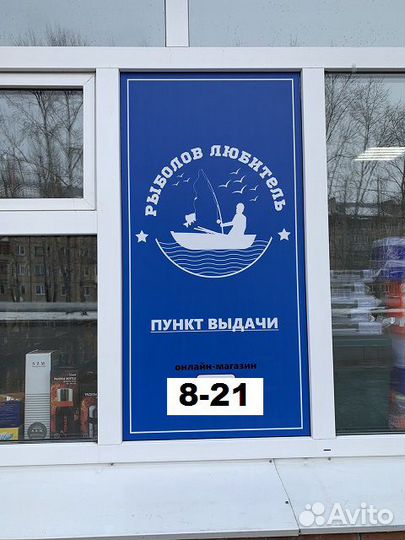 РЫБОЛОВ ЛЮБИТЕЛЬ
ПУНКТ ВЫДАЧИ
онлайн-магазин
8-21
Avito